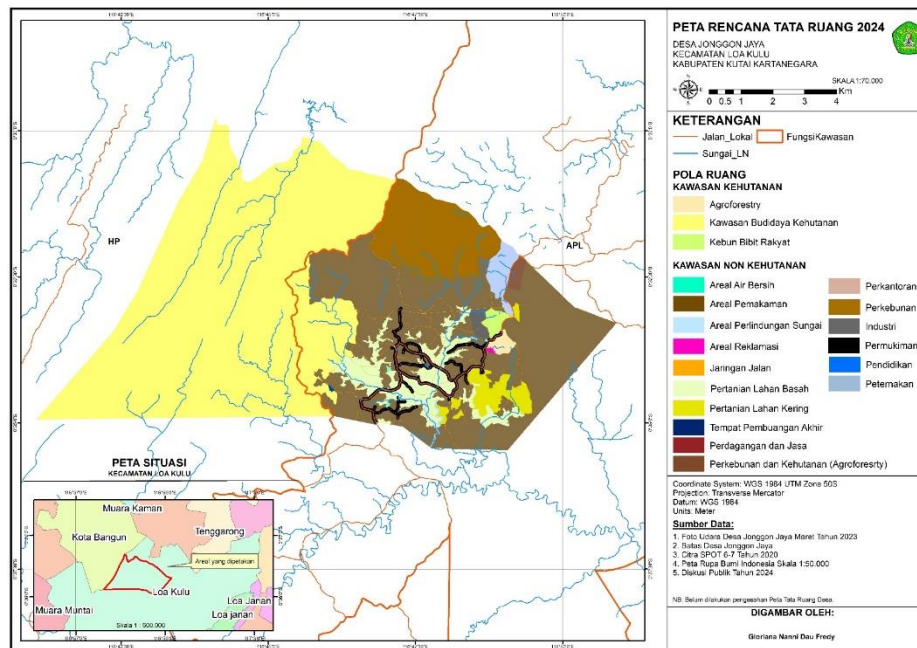 PETA RENCANA TATA RUANG 2024
DESA JONGGON JAYA
KECAMATAN LOA KULU
KABUPATEN KUTAI KARTANEGARA
SKALA 1:70.000
0 0.5 1 2 3 4
Km
KETERANGAN
Jalan_Lokal
FungsiKawasan
Sungai_LN
POLA RUANG
KAWASAN KEHUTANAN
Agroforestry
Kawasan Budidaya Kehutanan
Kebun Bibit Rakyat
KAWASAN NON KEHUTANAN
Areal Air Bersih
Areal Pemakaman
Areal Perlindungan Sungai
Areal Reklamasi
Jaringan Jalan
Pertanian Lahan Basah
Pertanian Lahan Kering
Tempat Pembuangan Akhir
Perdagangan dan Jasa
Perkebunan dan Kehutanan (Agroforesrty)
Perkantoran
Perkebunan
Industri
Permukiman
Pendidikan
Peternakan
Coordinate System: WGS 1984 UTM Zone 50S
Projection: Transverse Mercator
Datum: WGS 1984
Units: Meter
Sumber Data:
1. Foto Udara Desa Jonggon Jaya Maret Tahun 2023
2. Batas Desa Jonggon Jaya
3. Citra SPOT 6-7 Tahun 2020
4. Peta Rupa Bumi Indonesia Skala 1:50.000
5. Diskusi Publik Tahun 2024
NB: Belum dilakukan pengesahan Peta Tata Ruang Desa.
DIGAMBAR OLEH:
Gloriana Nanni Dau Fredy
HP
APL
PETA SITUASI
KECAMATAN LOA KULU
Muara Kaman
Kota Bangun
Tenggarong
Areal yang dipetakan
Loa Kulu
Loa Janan
Loa janan
Muara Muntai
Skala 1 : 600.000